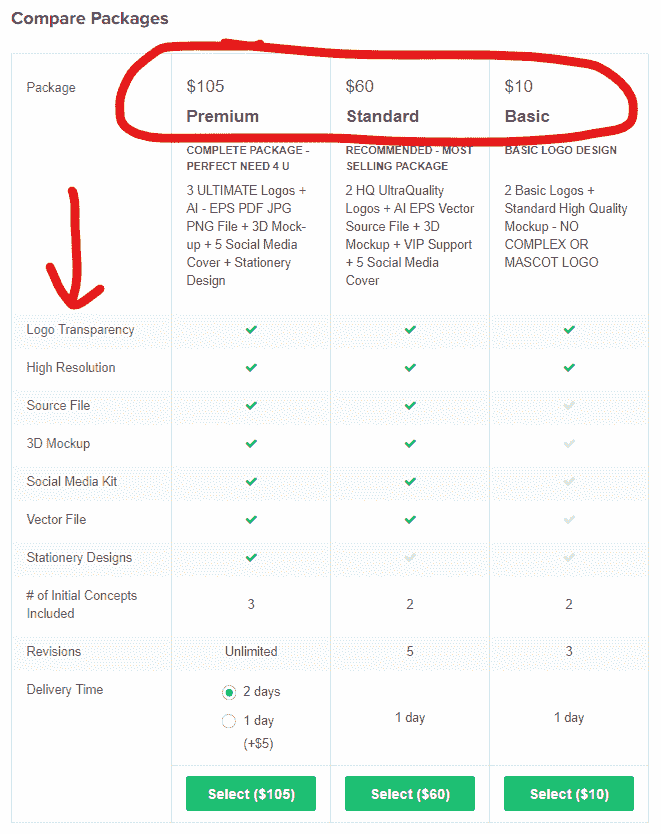 Compare Packages
Package
$105
Premium
COMPLETE PACKAGE -
PERFECT NEED 4 U
3 ULTIMATE Logos +
AI - EPS PDF JPG
PNG File + 3D Mock-
up + 5 Social Media
Cover + Stationery
Design
$60
Standard
RECOMMENDED - MOST
SELLING PACKAGE
2 HQ UltraQuality
Logos + AI EPS Vector
Source File + 3D
Mockup + VIP Support
+ 5 Social Media
Cover
$10
Basic
BASIC LOGO DESIGN
2 Basic Logos +
Standard High Quality
Mockup - NO
COMPLEX OR
MASCOT LOGO
Logo Transparency
High Resolution
Source File
3D Mockup
Social Media Kit
Vector File
Stationery Designs
# of Initial Concepts
Included
3 2 2
Revisions Unlimited 5 3
Delivery Time
2 days
1 day
(+$5)
1 day
1 day
Select ($105) Select ($60) Select ($10)